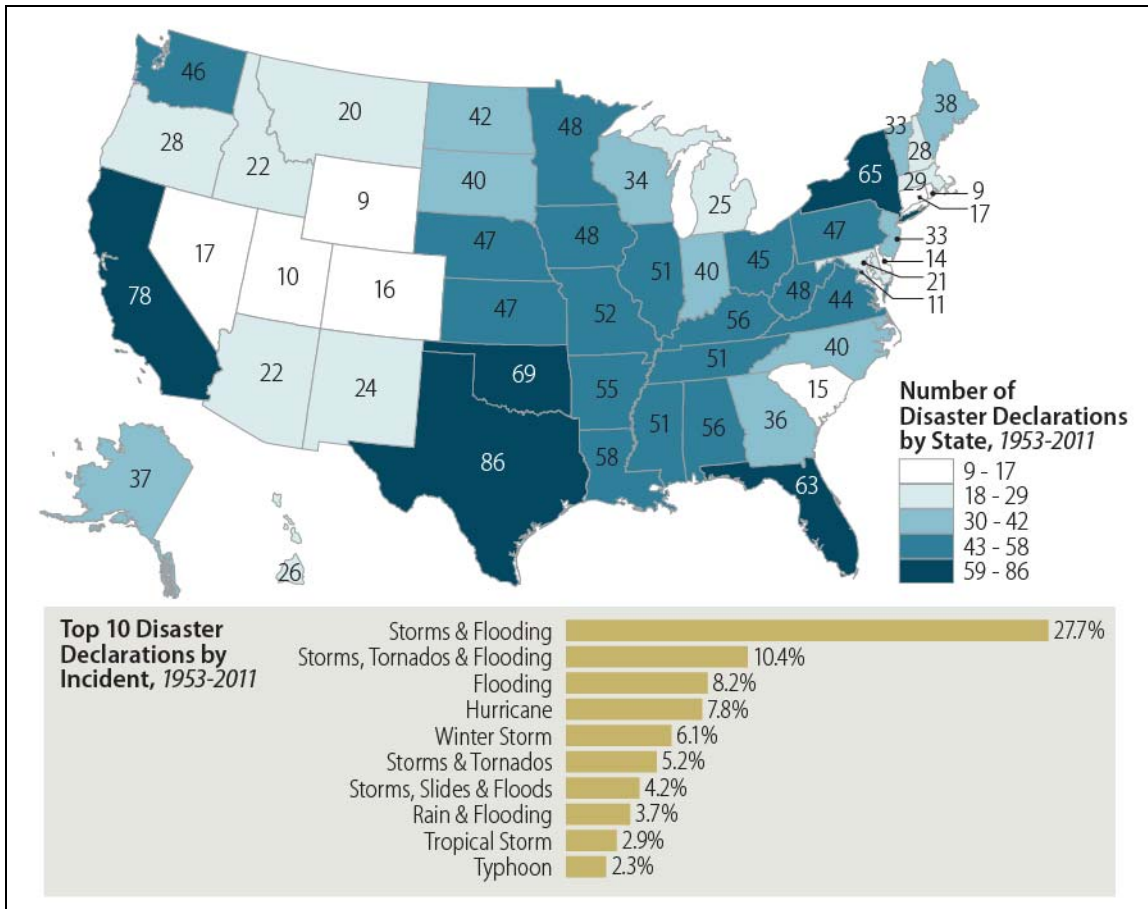 46
20
42
48
38
33
28
28
22
9
40
34
25
65
29
9
17
17
10
16
47
48
51
40
45
47
33
14
21
11
78
47
52
56
48
44
22
24
69
55
51
40
15
86
58
51
56
36
63
37
26
Number of
Disaster Declarations
by State, 1953-2011
9 - 17
18 - 29
30 - 42
43 - 58
59 - 86
Top 10 Disaster
Declarations by
Incident, 1953-2011
Storms & Flooding 27.7%
Storms, Tornados & Flooding 10.4%
Flooding 8.2%
Hurricane 7.8%
Winter Storm 6.1%
Storms & Tornados 5.2%
Storms, Slides & Floods 4.2%
Rain & Flooding 3.7%
Tropical Storm 2.9%
Typhoon 2.3%